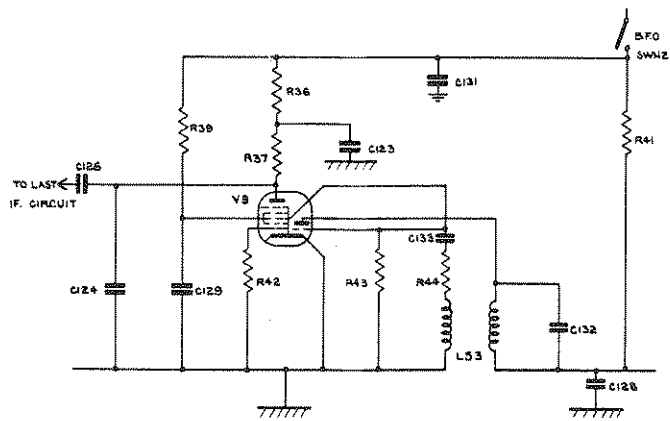 B.F.O
SWN2
C131
R36
R39
R41
C123
R37
C126
TO LAST
I.F. CIRCUIT
V9
C133
R42
R43
R44
C124
C129
C132
L53
C128